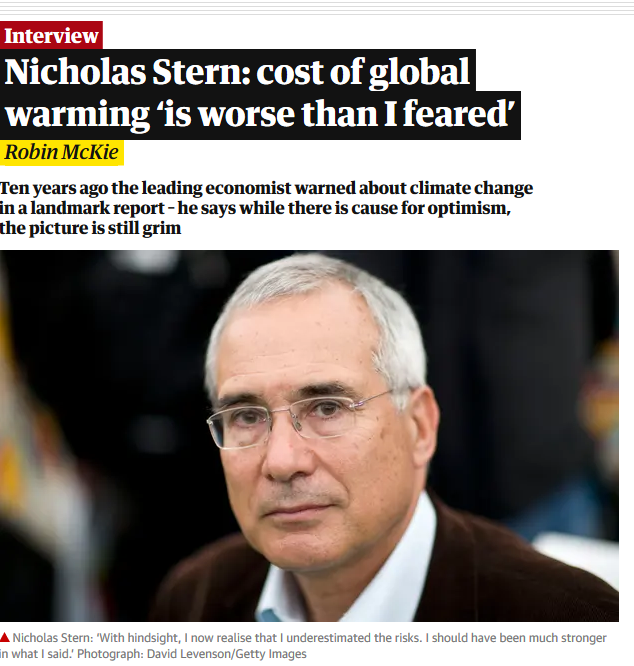 Interview
Nicholas Stern: cost of global
warming ‘is worse than I feared’
Robin McKie
Ten years ago the leading economist warned about climate change
in a landmark report – he says while there is cause for optimism,
the picture is still grim
▲ Nicholas Stern: ‘With hindsight, I now realise that I underestimated the risks. I should have been much stronger
in what I said.’ Photograph: David Levenson/Getty Images